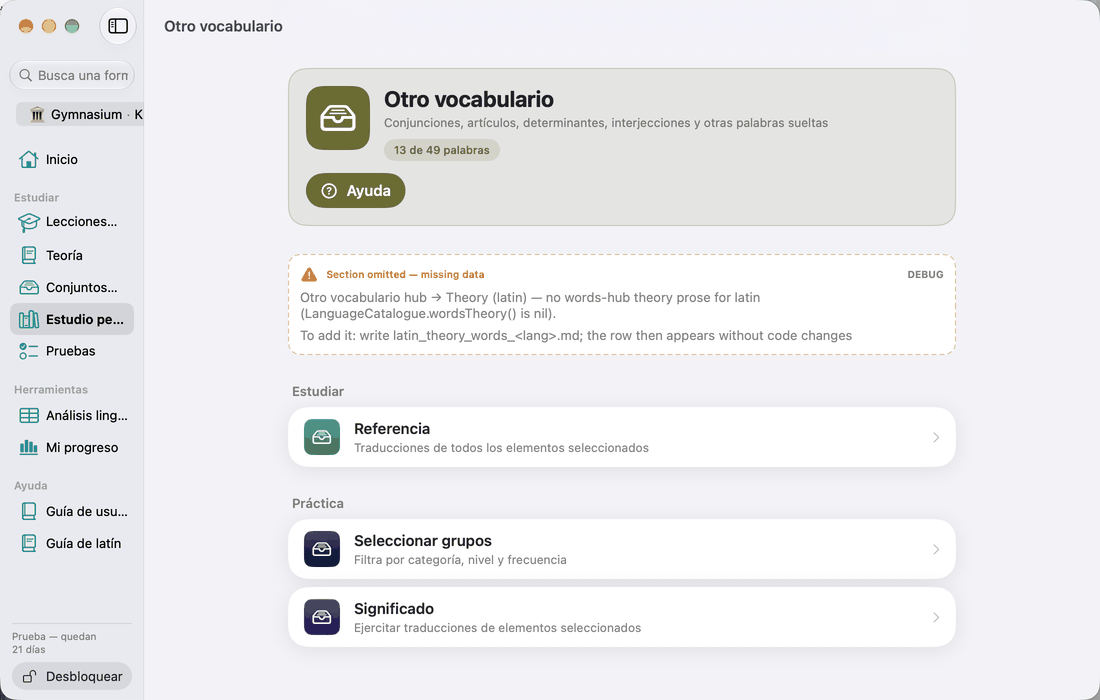 Otro vocabulario
Busca una forn
Gymnasium · K
Inicio
Estudiar
Lecciones...
Teoría
Conjuntos...
Estudio pe...
Pruebas
Herramientas
Análisis ling...
Mi progreso
Ayuda
Guía de usu...
Guía de latín
Prueba — quedan
21 días
Desbloquear
Otro vocabulario
Conjunciones, artículos, determinantes, interjecciones y otras palabras sueltas
13 de 49 palabras
Ayuda
Section omitted — missing data DEBUG
Otro vocabulario hub → Theory (latin) — no words-hub theory prose for latin
(LanguageCatalogue.wordsTheory() is nil).
To add it: write latin_theory_words_<lang>.md; the row then appears without code changes
Estudiar
Referencia
Traducciones de todos los elementos seleccionados
Práctica
Seleccionar grupos
Filtra por categoría, nivel y frecuencia
Significado
Ejercitar traducciones de elementos seleccionados